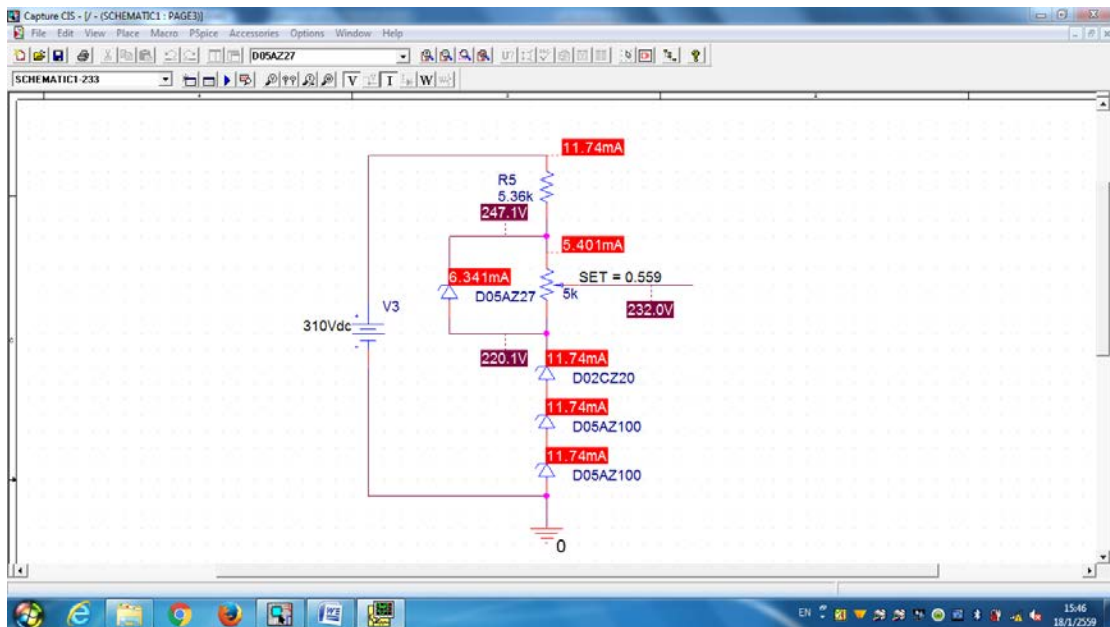 Capture CIS - [/ - (SCHEMATIC1 : PAGE3)]
File Edit View Place Macro PSpice Accessories Options Window Help
D05AZ27
SCHEMATIC1-233
V I W
11.74mA
R5
5.36k
247.1V
5.401mA
6.341mA
SET = 0.559
D05AZ27
5k
232.0V
V3
310Vdc
220.1V
11.74mA
D02CZ20
11.74mA
D05AZ100
11.74mA
D05AZ100
0
EN
15:46
18/1/2559